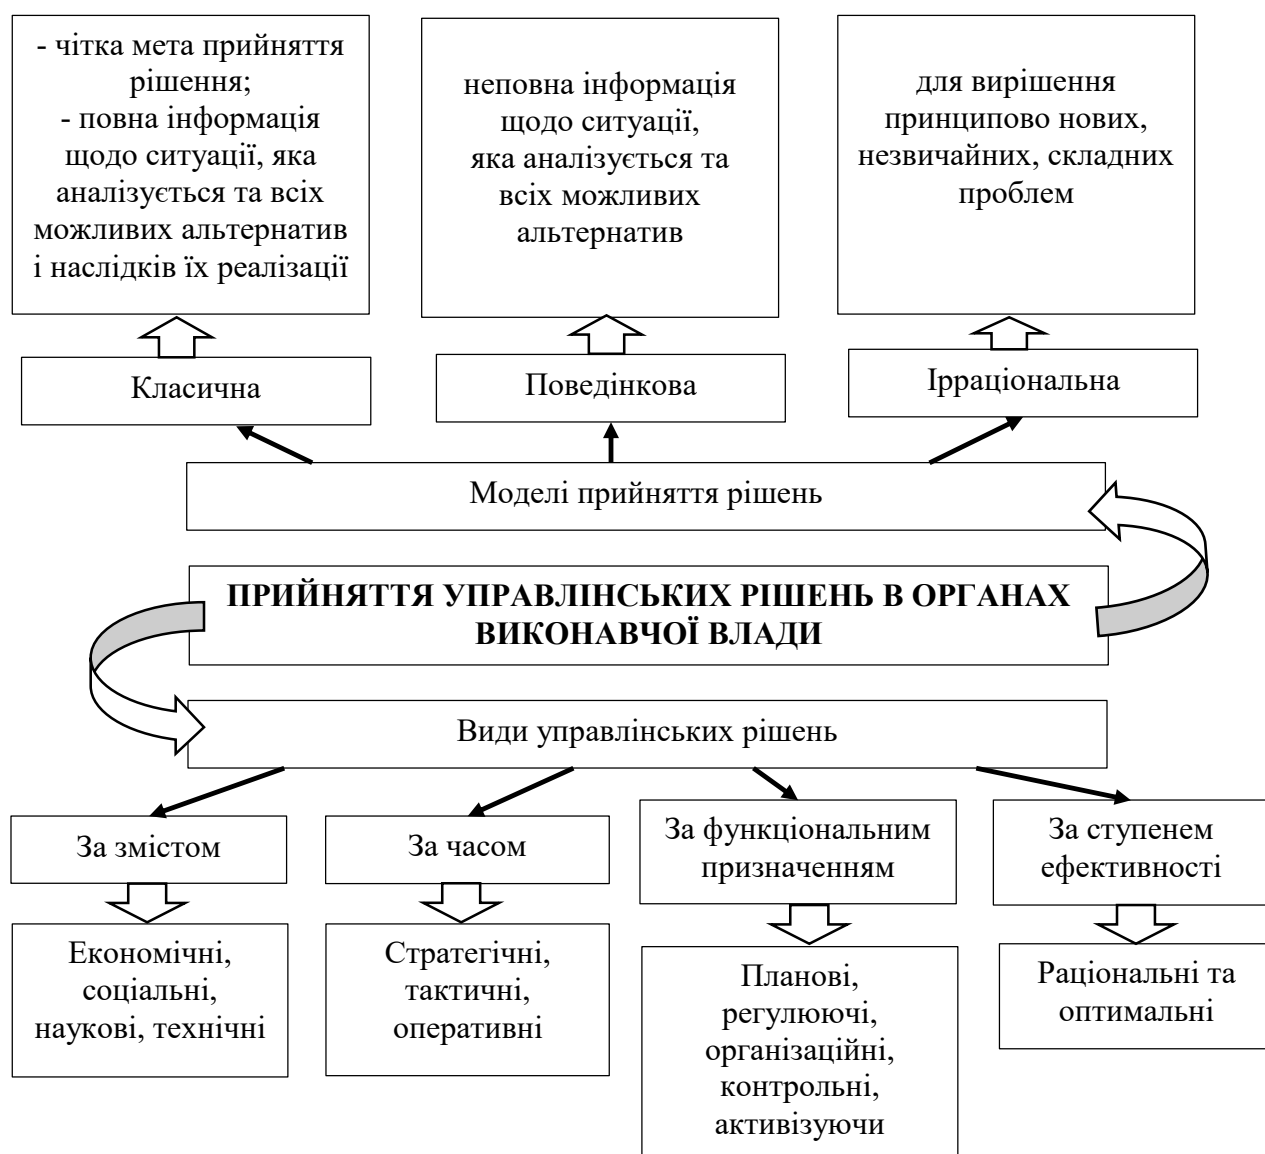 - чітка мета прийняття
рішення;
- повна інформація
щодо ситуації, яка
аналізується та всіх
можливих альтернатив
і наслідків їх реалізації
неповна інформація
щодо ситуації,
яка аналізується та
всіх можливих
альтернатив
для вирішення
принципово нових,
незвичайних, складних
проблем
Класична
Поведінкова
Ірраціональна
Моделі прийняття рішень
ПРИЙНЯТТЯ УПРАВЛІНСЬКИХ РІШЕНЬ В ОРГАНАХ
ВИКОНАВЧОЇ ВЛАДИ
Види управлінських рішень
За змістом
За часом
За функціональним
призначенням
За ступенем
ефективності
Економічні,
соціальні,
наукові, технічні
Стратегічні,
тактичні,
оперативні
Планові,
регулюючі,
організаційні,
контрольні,
активізуючи
Раціональні та
оптимальні